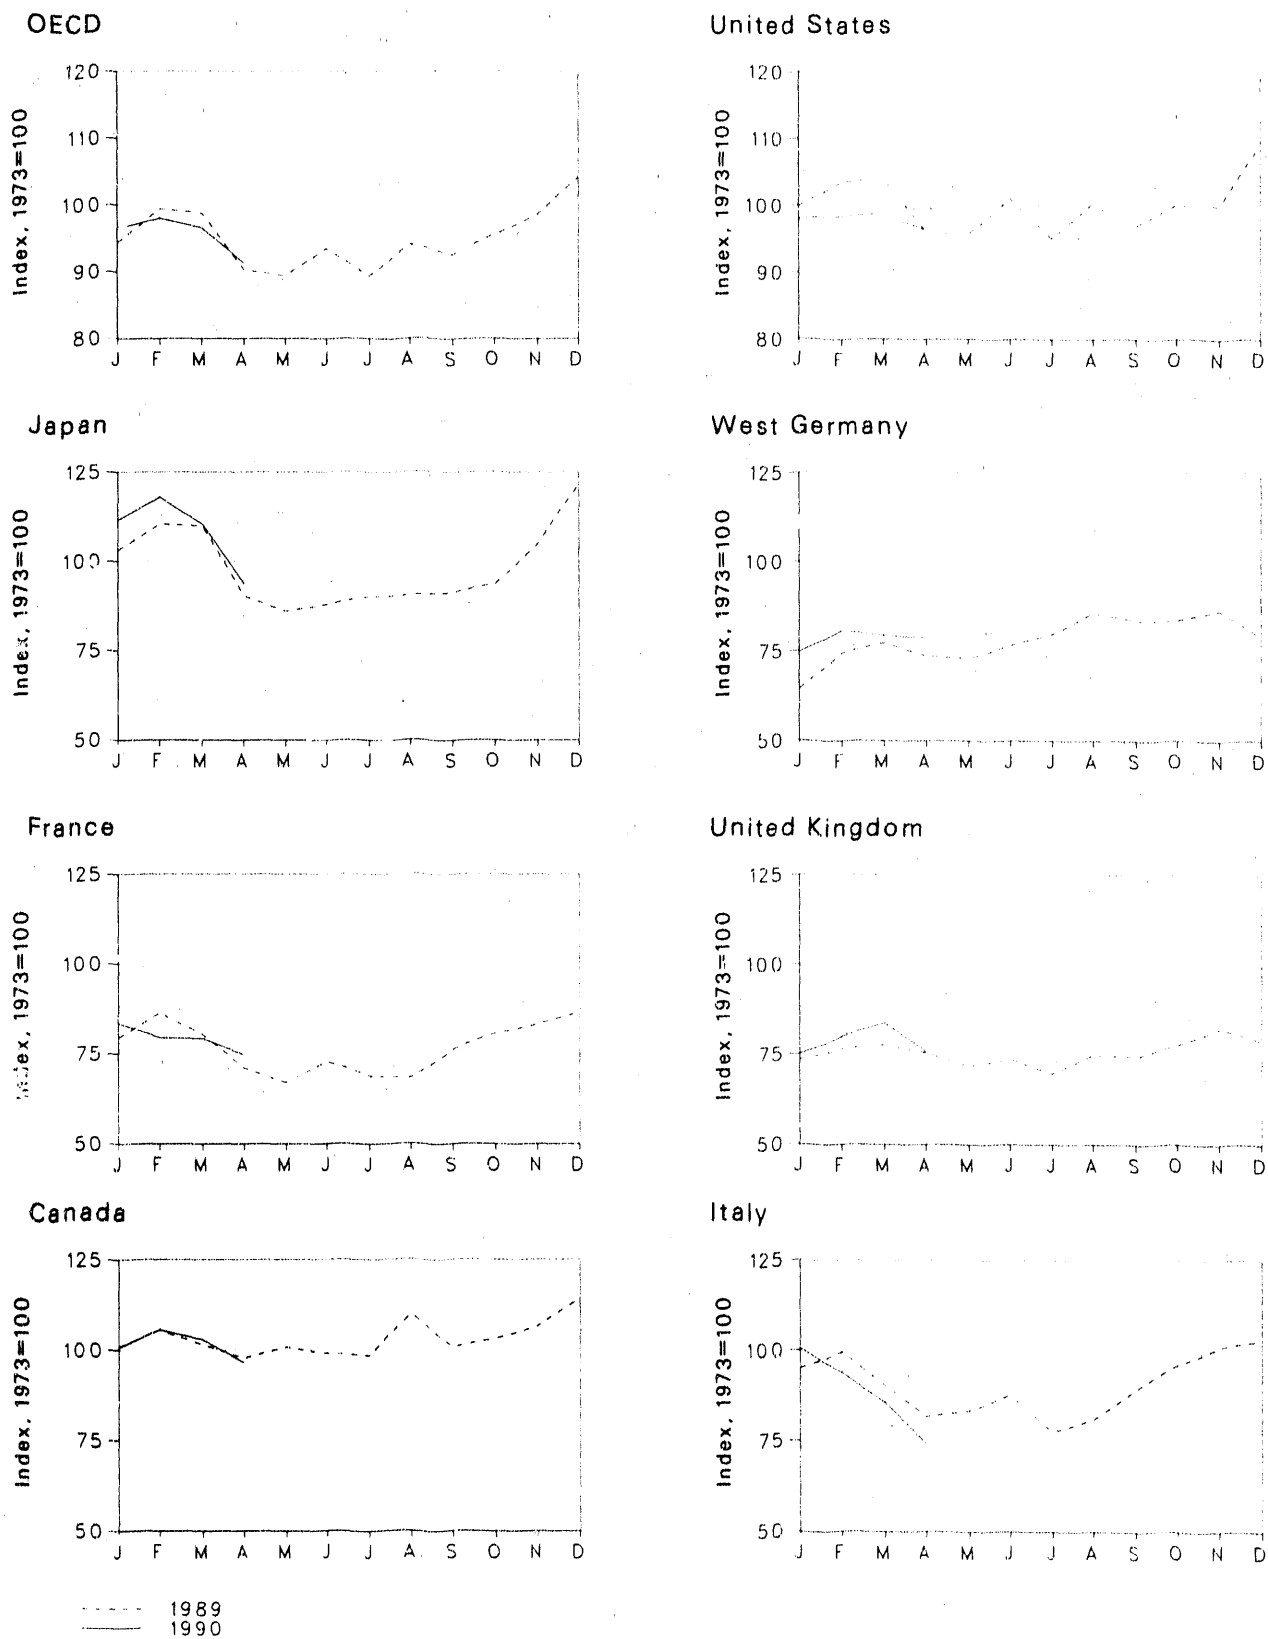 OECD
Index, 1973=100
120
110
100
90
80
J F M A M J J A S O N D
United States
Index, 1973=100
120
110
100
90
80
J F M A M J J A S O N D
Japan
Index, 1973=100
125
100
75
50
J F M A M J J A S O N D
West Germany
Index, 1973=100
125
100
75
50
J F M A M J J A S O N D
France
Index, 1973=100
125
100
75
50
J F M A M J J A S O N D
United Kingdom
Index, 1973=100
125
100
75
50
J F M A M J J A S O N D
Canada
Index, 1973=100
125
100
75
50
J F M A M J J A S O N D
Italy
Index, 1973=100
125
100
75
50
J F M A M J J A S O N D
1989
1990